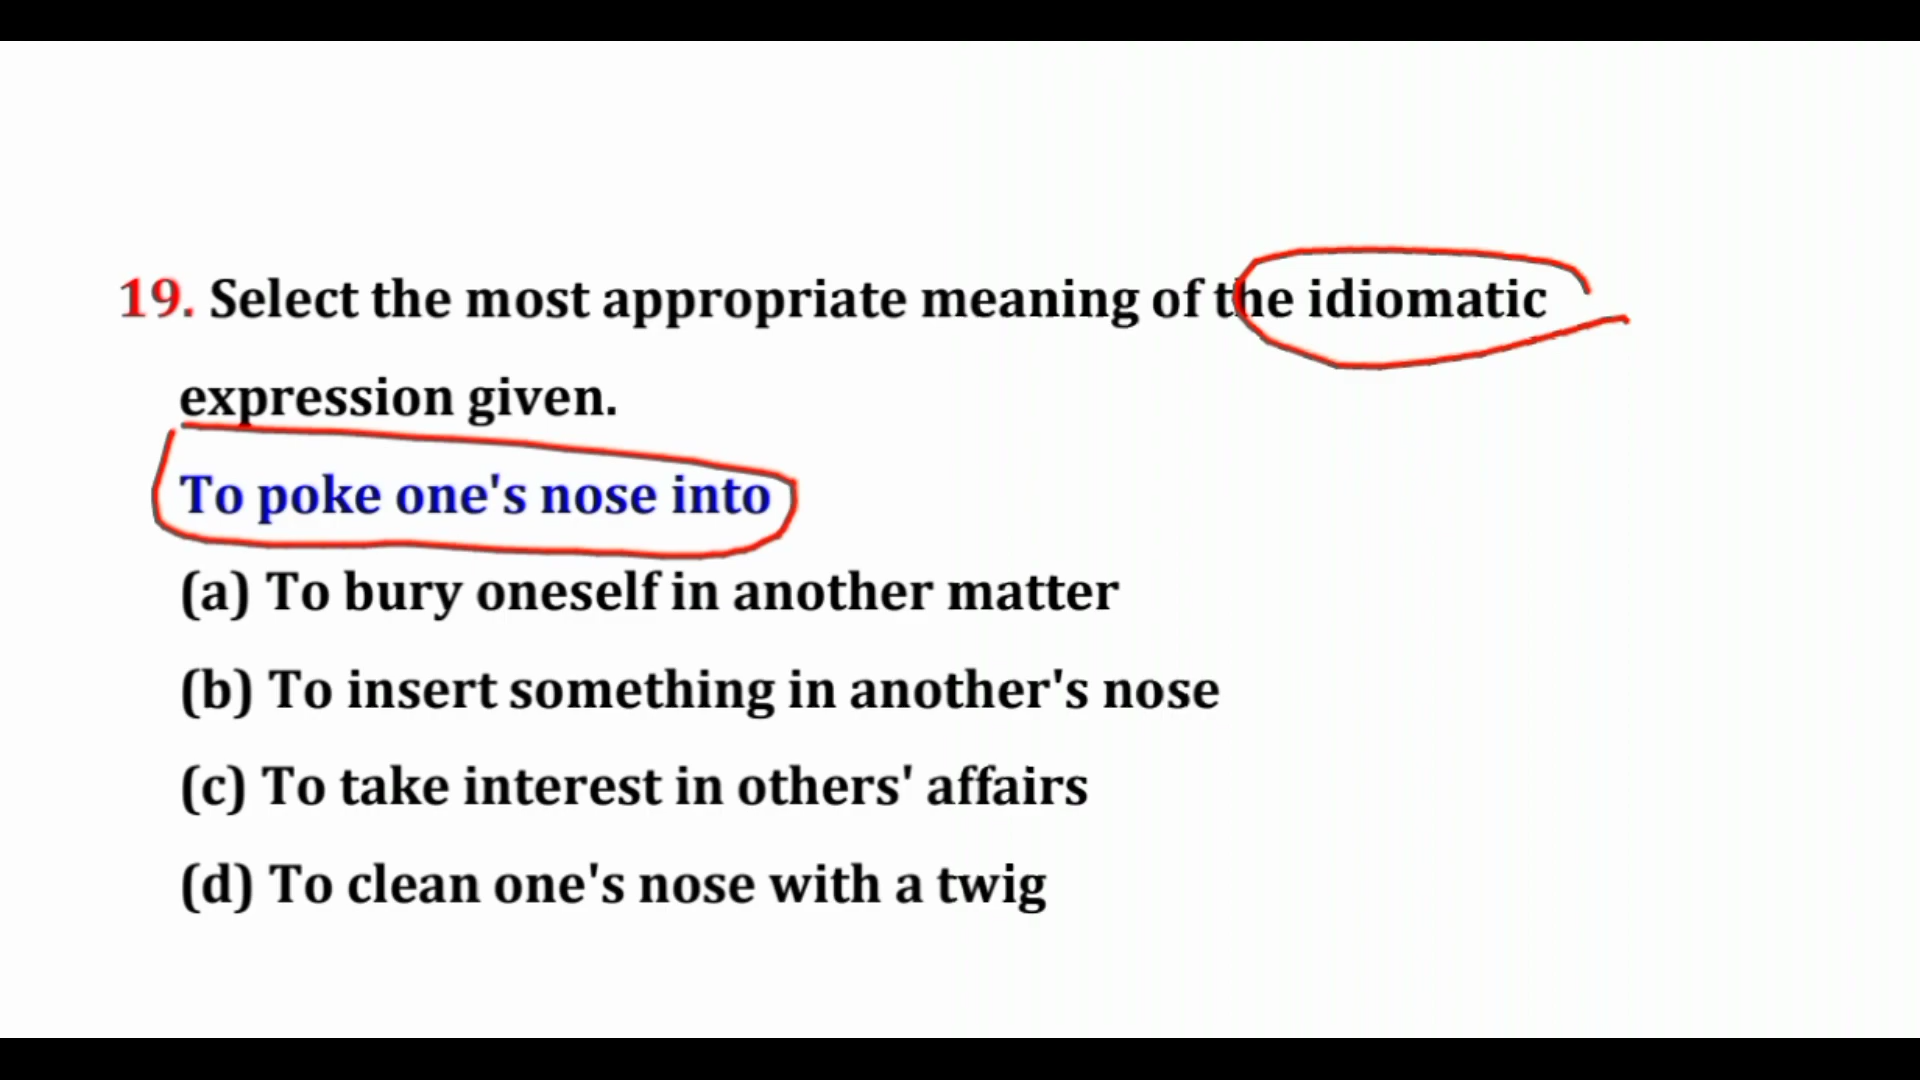 19. Select the most appropriate meaning of the idiomatic
expression given.
To poke one's nose into
(a) To bury oneself in another matter
(b) To insert something in another's nose
(c) To take interest in others' affairs
(d) To clean one's nose with a twig